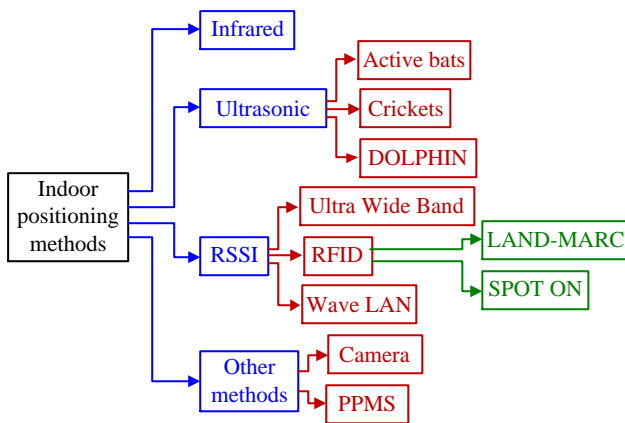 Infrared
Active bats
Ultrasonic
Crickets
DOLPHIN
Indoor
positioning
methods
Ultra Wide Band
LAND-MARC
RSSI
RFID
SPOT ON
Wave LAN
Other
methods
Camera
PPMS